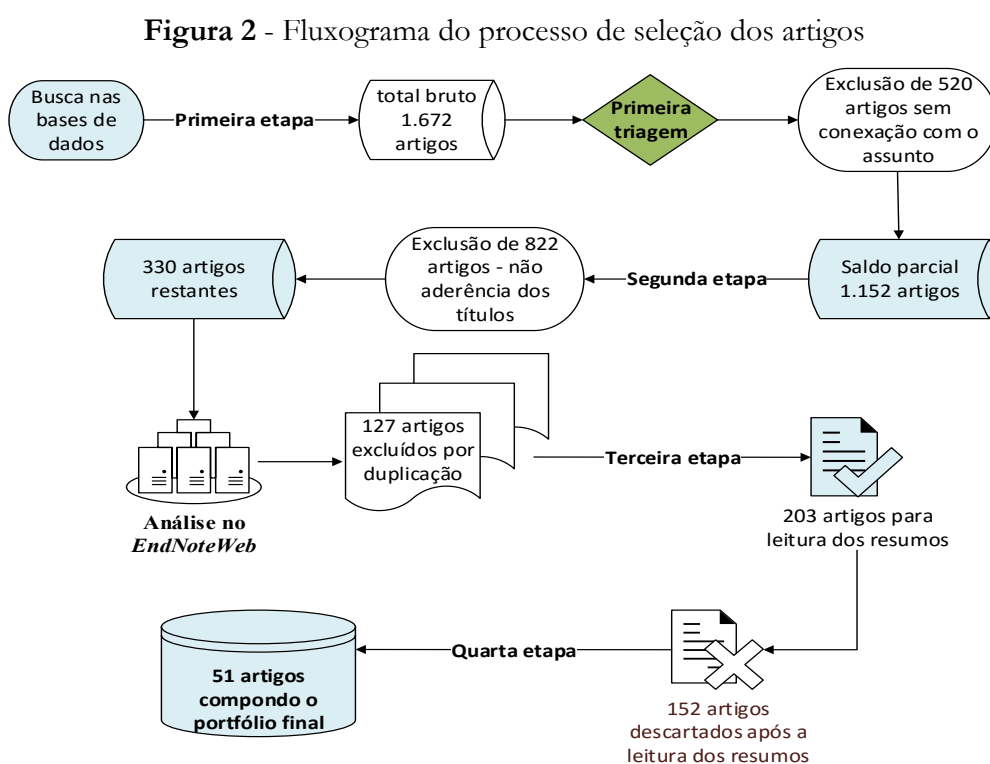 Figura 2 - Fluxograma do processo de seleção dos artigos
Busca nas
bases de
dados
Primeira etapa
total bruto
1.672
artigos
Primeira
triagem
Exclusão de 520
artigos sem
conexação com o
assunto
Saldo parcial
1.152 artigos
Segunda etapa
Exclusão de 822
artigos - não
aderência dos
títulos
330 artigos
restantes
Análise no
EndNoteWeb
127 artigos
excluídos por
duplicação
Terceira etapa
203 artigos para
leitura dos resumos
152 artigos
descartados após a
leitura dos resumos
Quarta etapa
51 artigos
compondo o
portfólio final